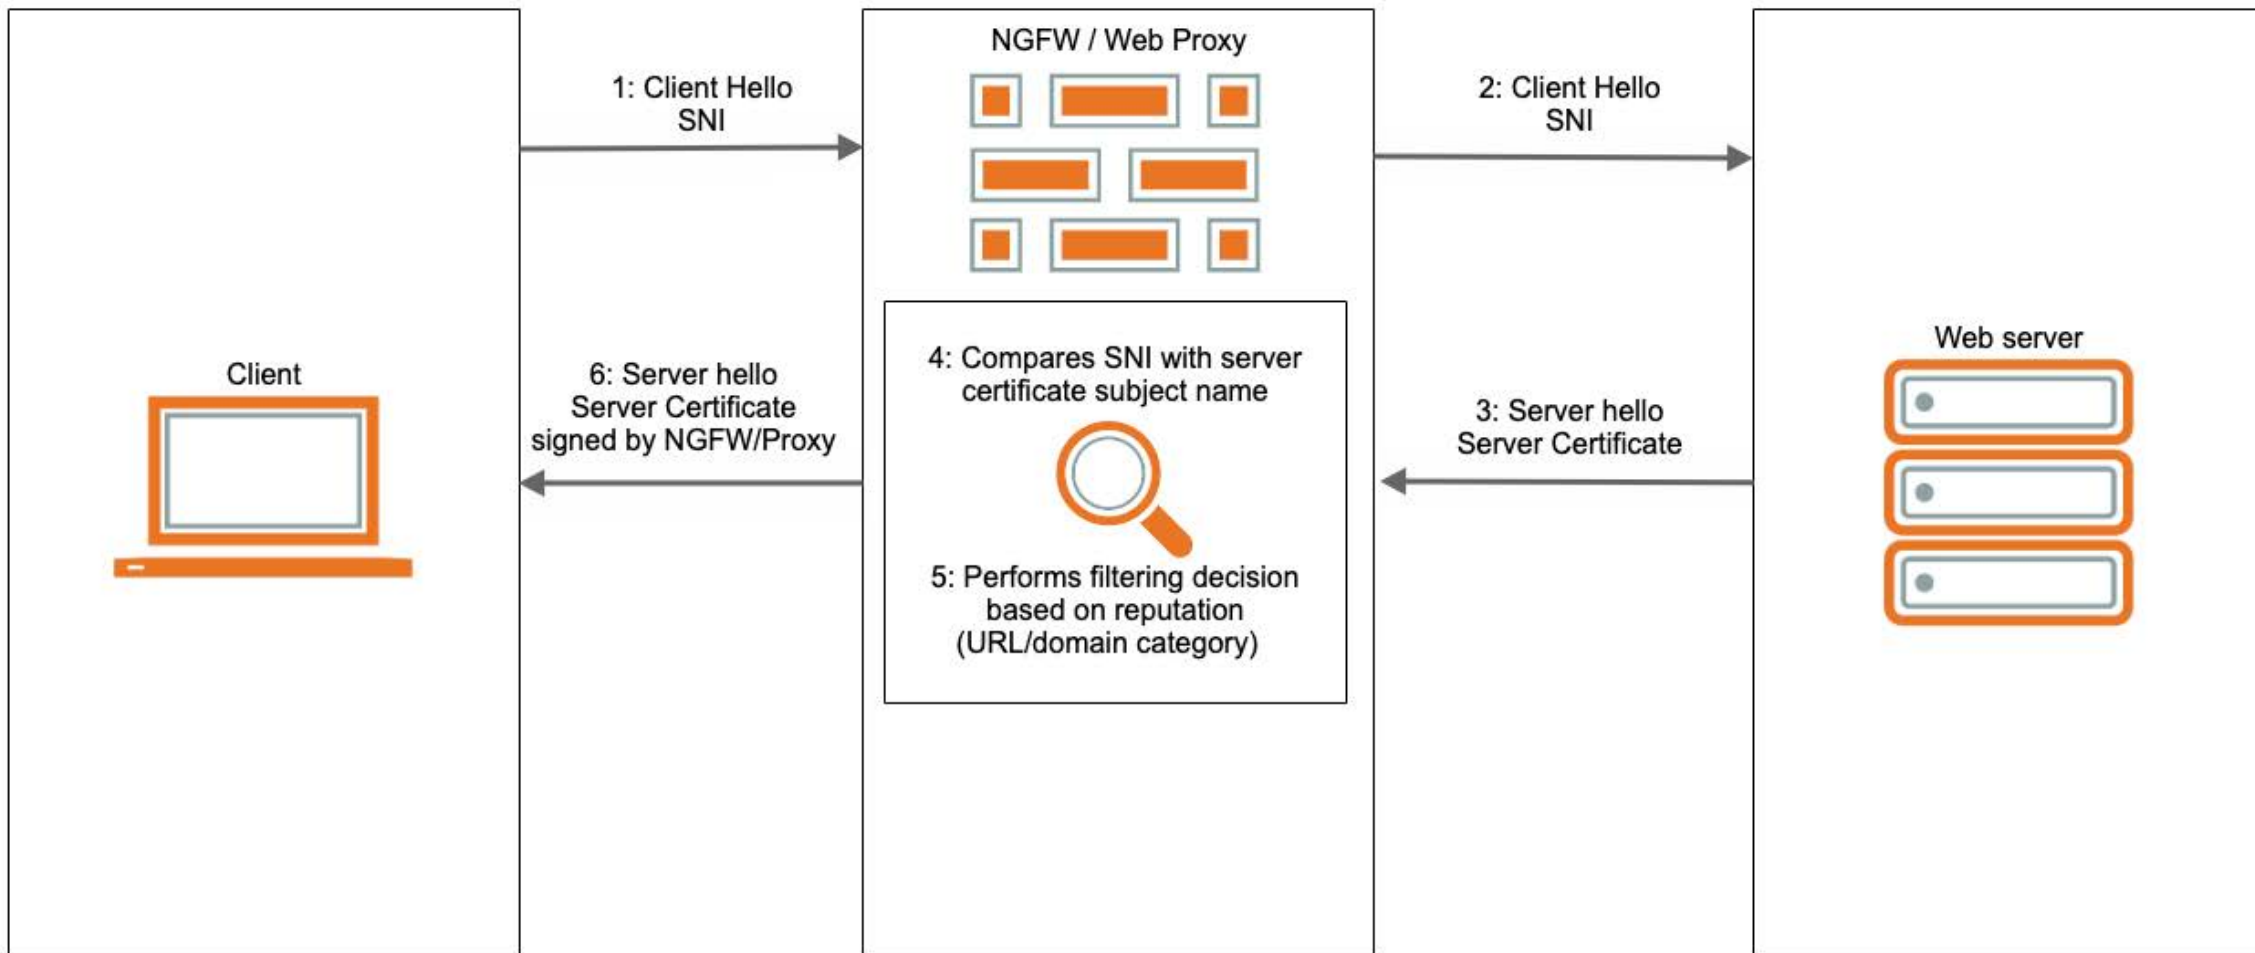 NGFW / Web Proxy
1: Client Hello
SNI
2: Client Hello
SNI
Client
6: Server hello
Server Certificate
signed by NGFW/Proxy
4: Compares SNI with server
certificate subject name
5: Performs filtering decision
based on reputation
(URL/domain category)
3: Server hello
Server Certificate
Web server